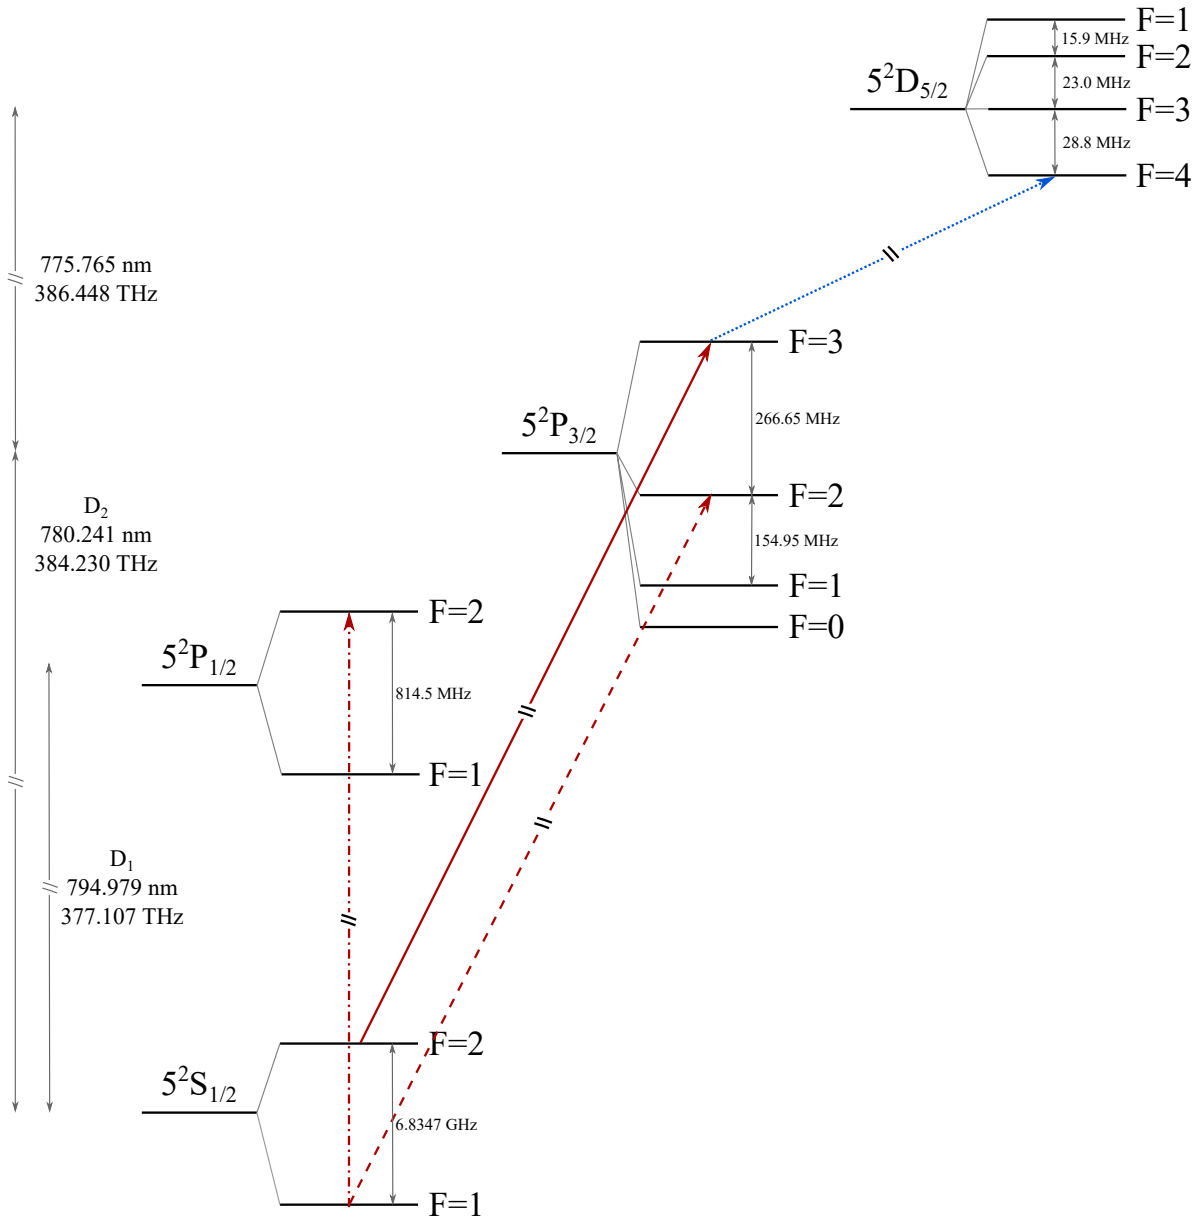 F=1
15.9 MHz
F=2
5²D₅/₂
23.0 MHz
F=3
28.8 MHz
F=4
775.765 nm
386.448 THz
F=3
5²P₃/₂
266.65 MHz
F=2
D₂
780.241 nm
384.230 THz
154.95 MHz
F=1
F=0
F=2
5²P₁/₂
814.5 MHz
F=1
D₁
794.979 nm
377.107 THz
F=2
5²S₁/₂
6.8347 GHz
F=1